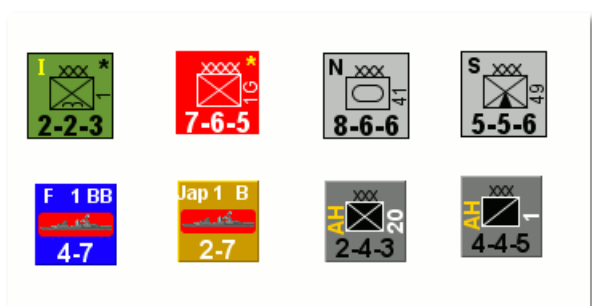 I XXX *
1
2-2-3
XXXX *
1G
7-6-5
N XXX
41
8-6-6
S XXX
49
5-5-6
F 1 BB
4-7
Jap 1 B
2-7
XXX
AH 20
2-4-3
XXX
AH 1
4-4-5